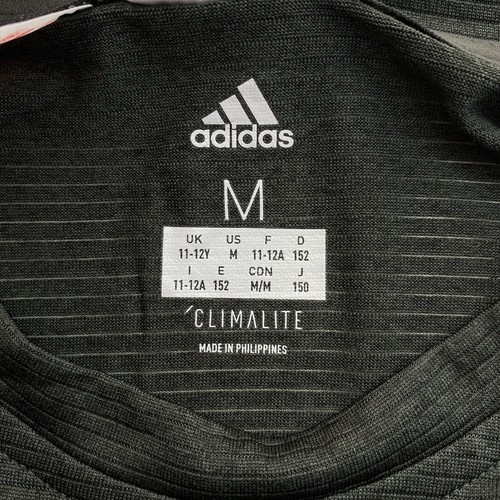 adidas
M
UK US F D
11-12Y M 11-12A 152
I E CDN J
11-12A 152 M/M 150
´CLIMALITE
MADE IN PHILIPPINES